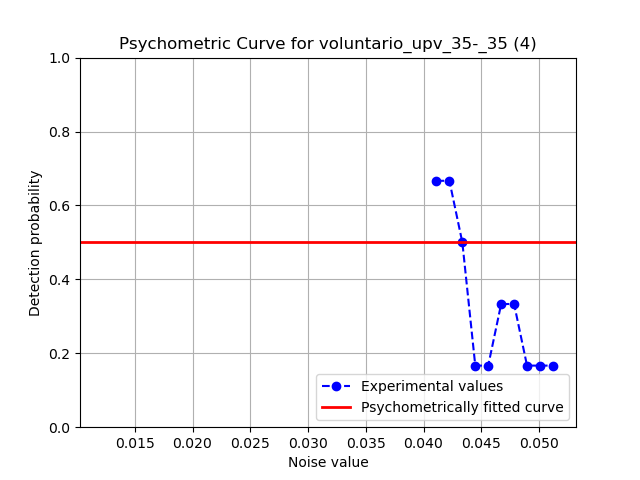 Psychometric Curve for voluntario_upv_35-_35 (4)
Detection probability
1.0
0.8
0.6
0.4
0.2
0.0
0.015 0.020 0.025 0.030 0.035 0.040 0.045 0.050
Noise value
Experimental values
Psychometrically fitted curve